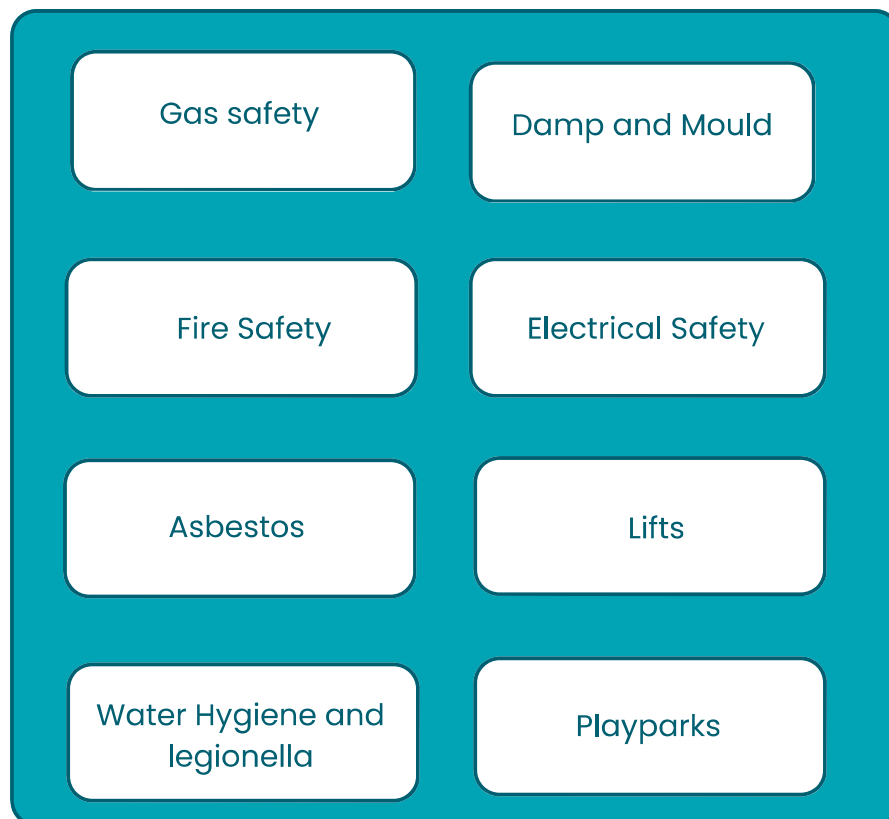 Gas safety
Damp and Mould
Fire Safety
Electrical Safety
Asbestos
Lifts
Water Hygiene and
legionella
Playparks